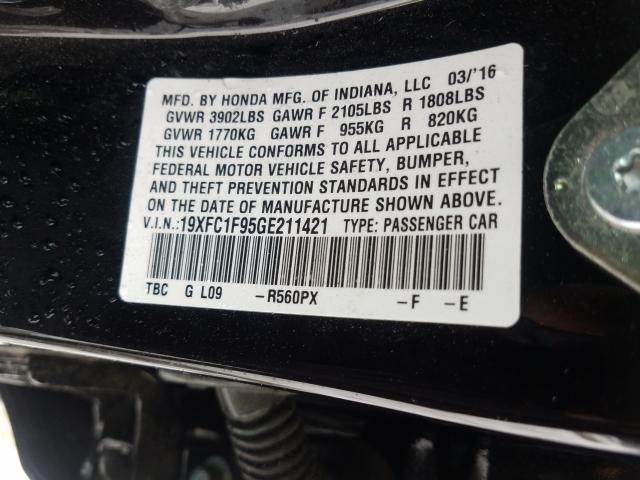 MFD. BY HONDA MFG. OF INDIANA, LLC 03/'16
GVWR 3902LBS GAWR F 2105LBS R 1808LBS
GVWR 1770KG GAWR F 955KG R 820KG
THIS VEHICLE CONFORMS TO ALL APPLICABLE
FEDERAL MOTOR VEHICLE SAFETY, BUMPER,
AND THEFT PREVENTION STANDARDS IN EFFECT
ON THE DATE OF MANUFACTURE SHOWN ABOVE.
V.I.N.:19XFC1F95GE211421 TYPE: PASSENGER CAR
TBC G L09 -R560PX -F -E